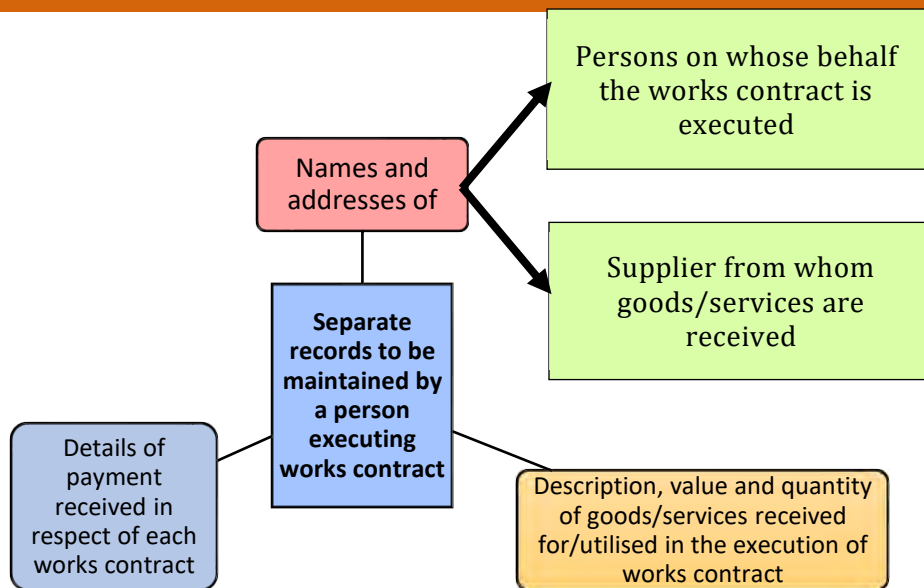 Persons on whose behalf
the works contract is
executed
Names and
addresses of
Supplier from whom
goods/services are
received
Separate
records to be
maintained by
a person
executing
works contract
Details of
payment
received in
respect of each
works contract
Description, value and quantity
of goods/services received
for/utilised in the execution of
works contract